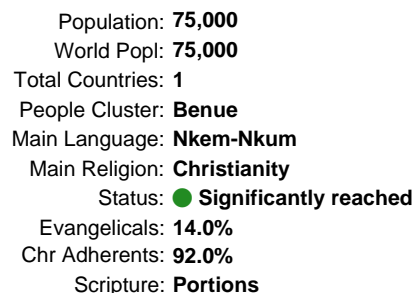 Population: 75,000
World Popl: 75,000
Total Countries: 1
People Cluster: Benue
Main Language: Nkem-Nkum
Main Religion: Christianity
Status: Significantly reached
Evangelicals: 14.0%
Chr Adherents: 92.0%
Scripture: Portions